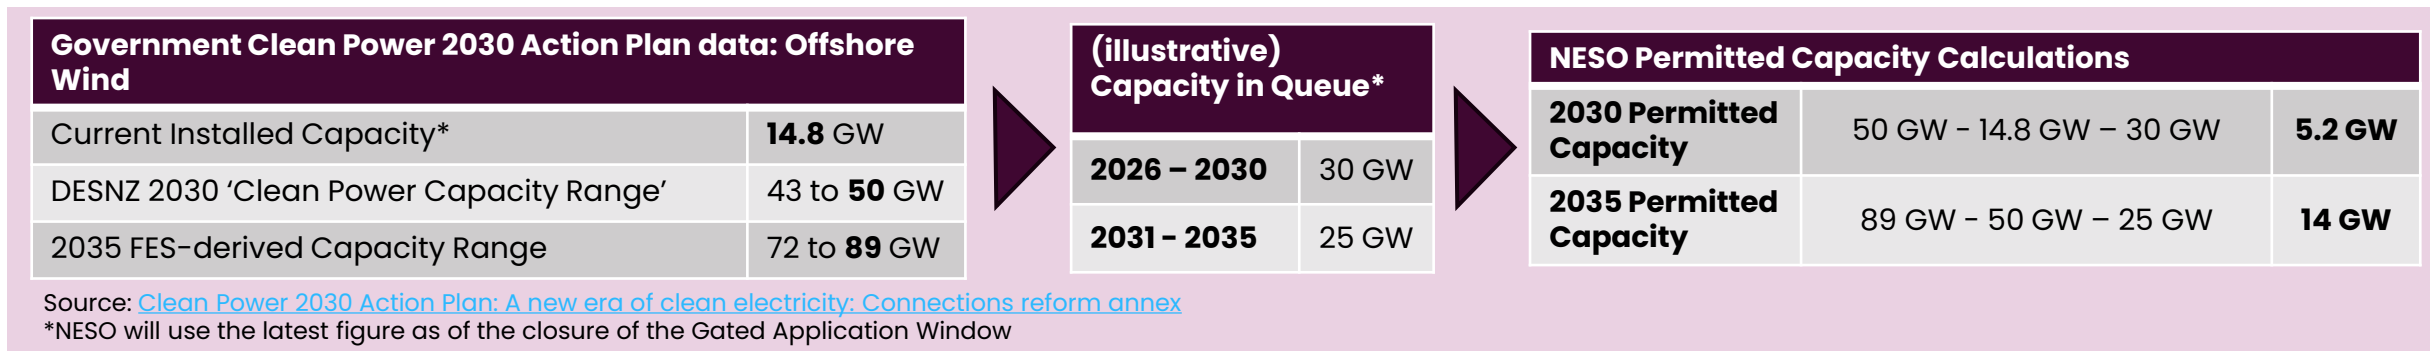 Government Clean Power 2030 Action Plan data: Offshore
Wind
Current Installed Capacity* 14.8 GW
DESNZ 2030 ‘Clean Power Capacity Range’ 43 to 50 GW
2035 FES-derived Capacity Range 72 to 89 GW
(illustrative)
Capacity in Queue*
2026 – 2030 30 GW
2031 - 2035 25 GW
NESO Permitted Capacity Calculations
2030 Permitted
Capacity
50 GW - 14.8 GW – 30 GW 5.2 GW
2035 Permitted
Capacity
89 GW - 50 GW – 25 GW 14 GW
Source: Clean Power 2030 Action Plan: A new era of clean electricity: Connections reform annex
*NESO will use the latest figure as of the closure of the Gated Application Window